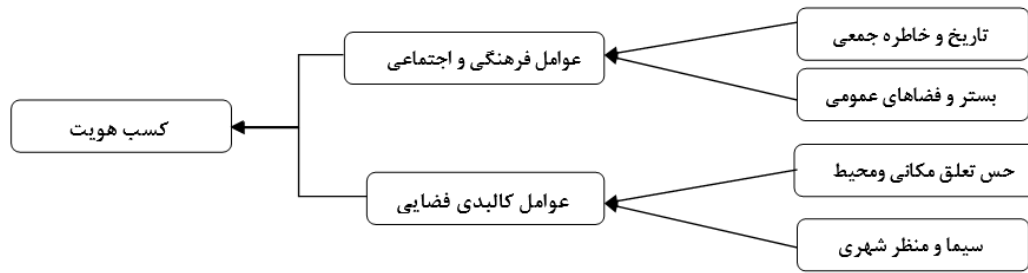 تاریخ و خاطره جمعی
عوامل فرهنگی و اجتماعی
بستر و فضاهای عمومی
کسب هویت
حس تعلق مکانی ومحیط
عوامل کالبدی فضایی
سیما و منظر شهری